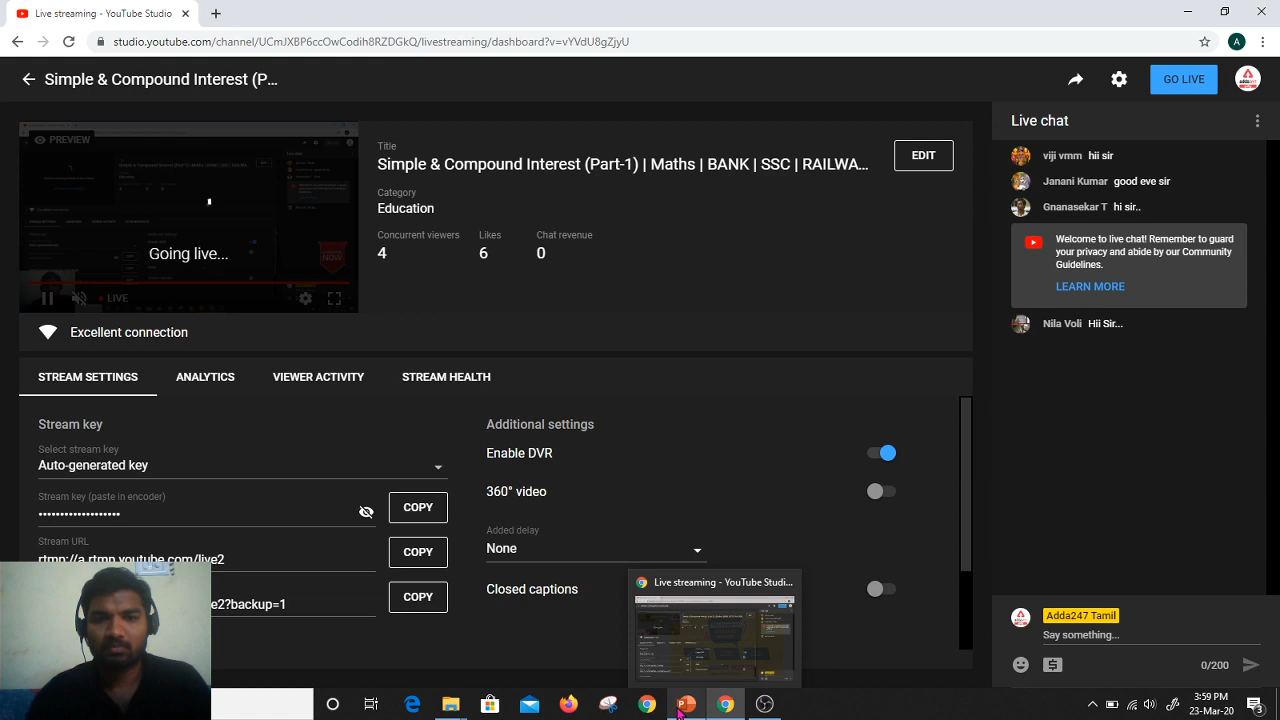 Live streaming - YouTube Studio
studio.youtube.com/channel/UCmJXBP6ccOwCodih8RZDGkQ/livestreaming/dashboard?v=vYVdU8gZjyU
A
Simple & Compound Interest (P...
GO LIVE
PREVIEW
Going live...
LIVE
Title
Simple & Compound Interest (Part-1) | Maths | BANK | SSC | RAILWA...
EDIT
Category
Education
Concurrent viewers
Likes
Chat revenue
4
6
0
Excellent connection
STREAM SETTINGS
ANALYTICS
VIEWER ACTIVITY
STREAM HEALTH
Stream key
Select stream key
Auto-generated key
Stream key (paste in encoder)
•••••••••••••••••••
COPY
Stream URL
rtmp://a.rtmp.youtube.com/live2
COPY
e2?backup=1
COPY
Additional settings
Enable DVR
360° video
Added delay
None
Closed captions
Live chat
viji vmm hii sir
Janani Kumar good eve sir
Gnanasekar T hi sir..
Welcome to live chat! Remember to guard
your privacy and abide by our Community
Guidelines.
LEARN MORE
Nila Voli Hii Sir...
Adda247 Tamil
Say something...
0/200
Live streaming - YouTube Studi...
3:59 PM
23-Mar-20
3